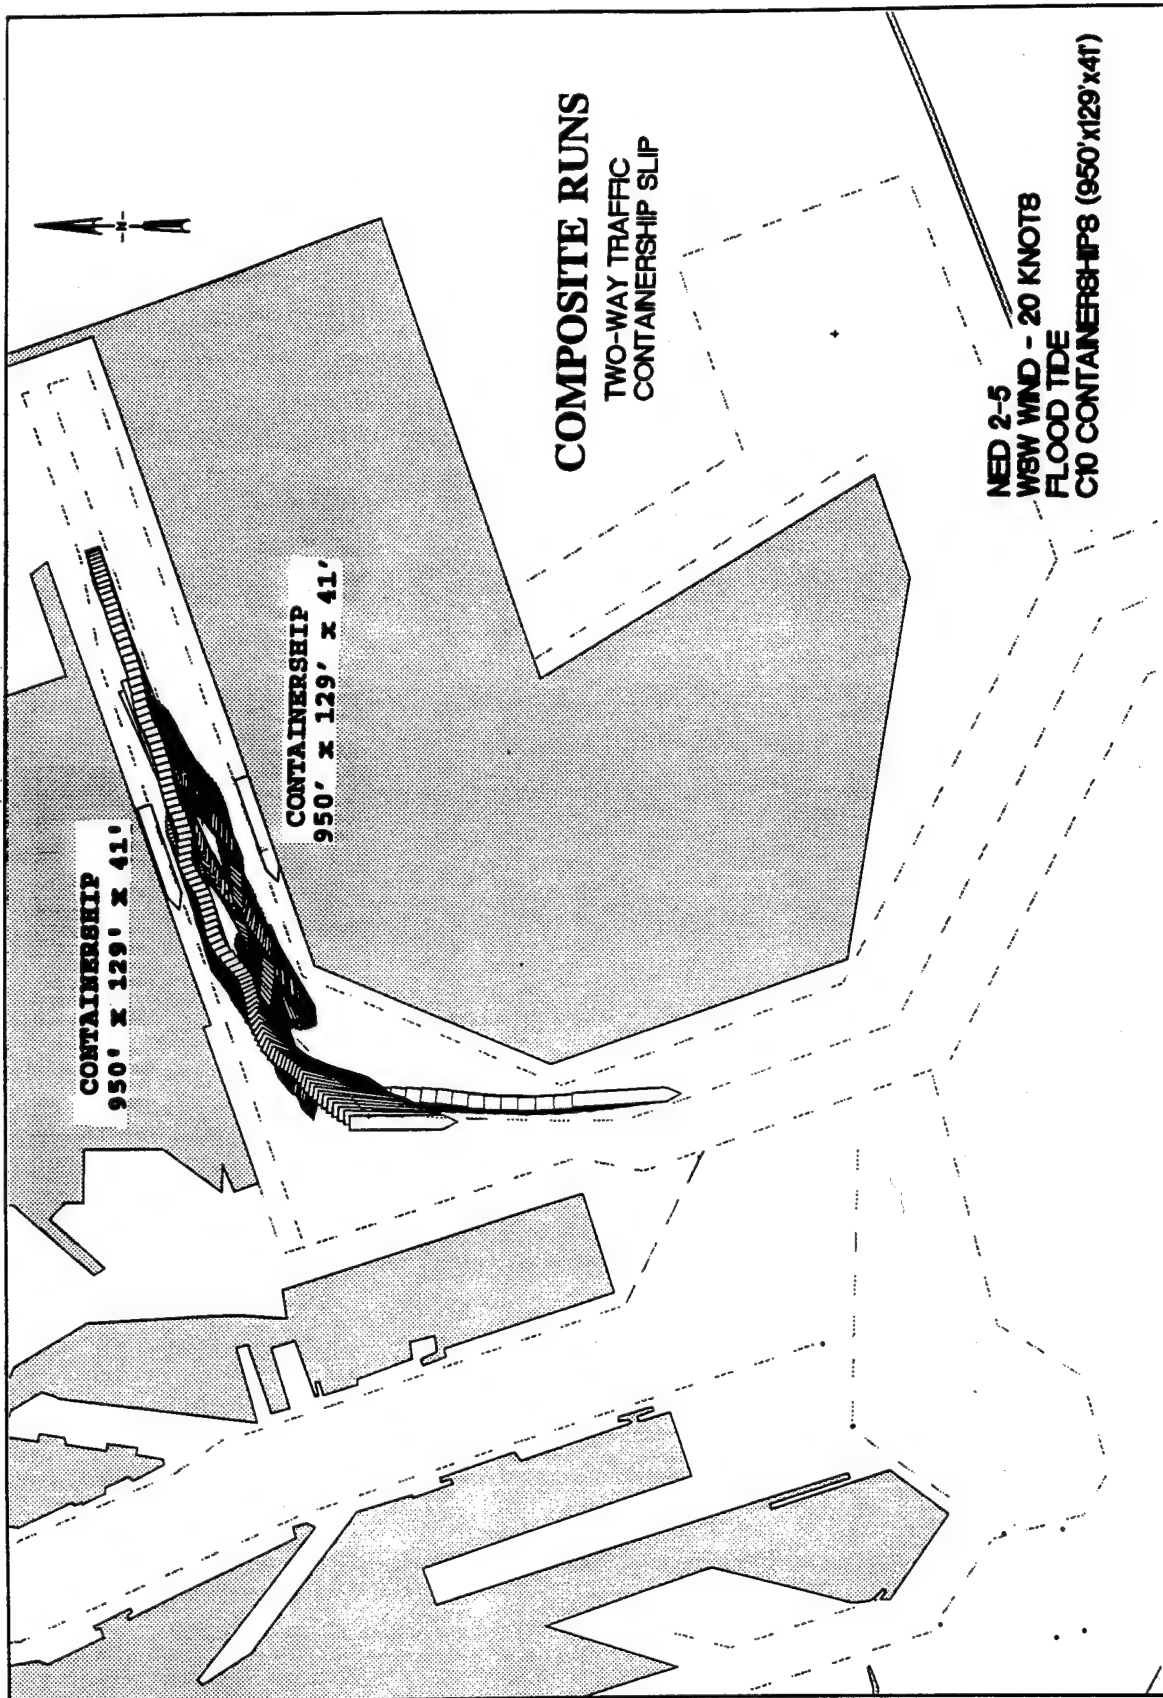 COMPOSITE RUNS
TWO-WAY TRAFFIC
CONTAINERSHIP SLIP
CONTAINERSHIP
950' X 129' X 41'
CONTAINERSHIP
950' x 129' x 41'
N
NED 2-5
WSW WIND - 20 KNOTS
FLOOD TIDE
C10 CONTAINERSHIPS (950'x129'x41')